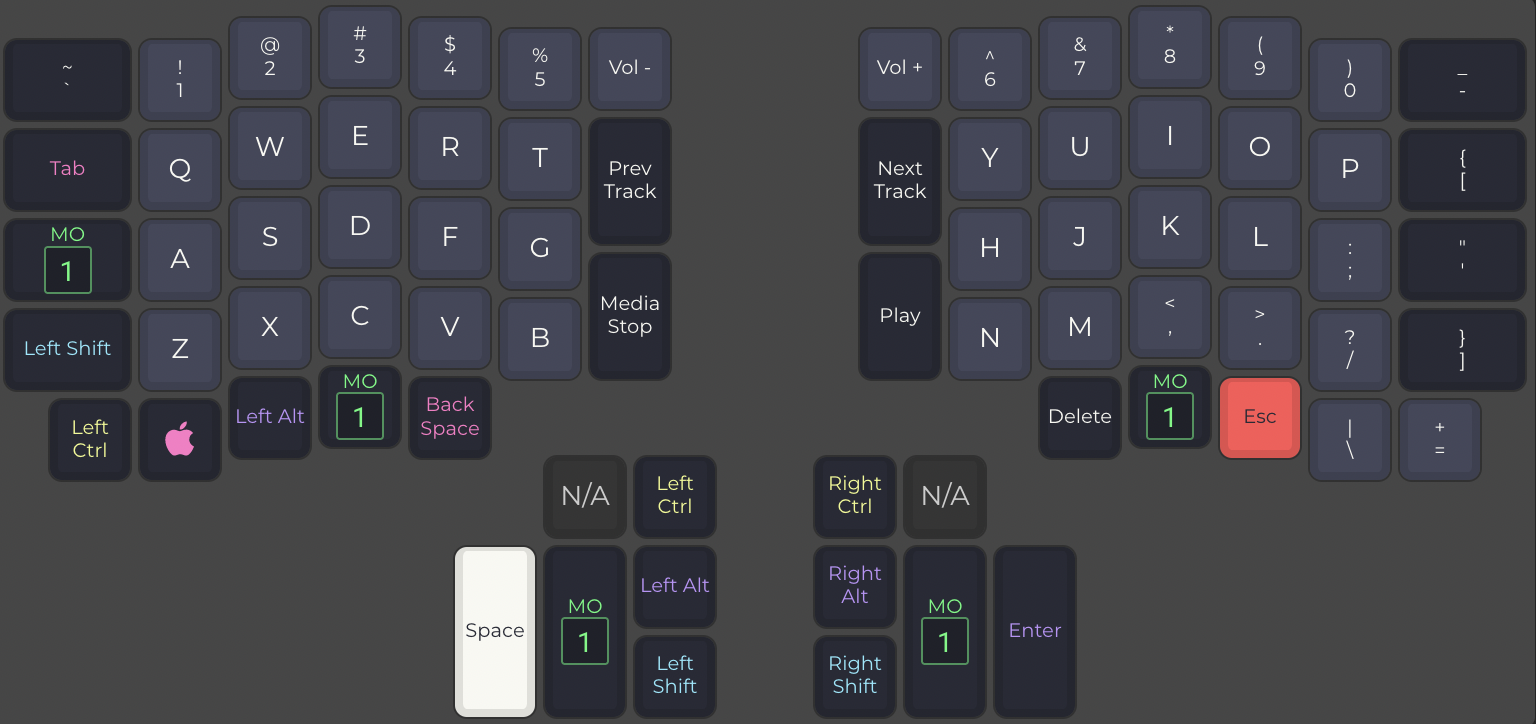 ~
`
!
1
@
2
#
3
$
4
%
5
Vol -
Vol +
^
6
&
7
*
8
(
9
)
0
_
-
Tab
Q
W
E
R
T
Prev
Track
Next
Track
Y
U
I
O
P
{
[
MO
1
A
S
D
F
G
Media
Stop
Play
H
J
K
L
:
;
"
'
Left Shift
Z
X
C
V
B
N
M
<
,
>
.
?
/
}
]
Left
Ctrl
Left Alt
MO
1
Back
Space
Delete
MO
1
Esc
|
\
+
=
N/A
Left
Ctrl
Right
Ctrl
N/A
Space
MO
1
Left Alt
Left
Shift
Right
Alt
Right
Shift
MO
1
Enter